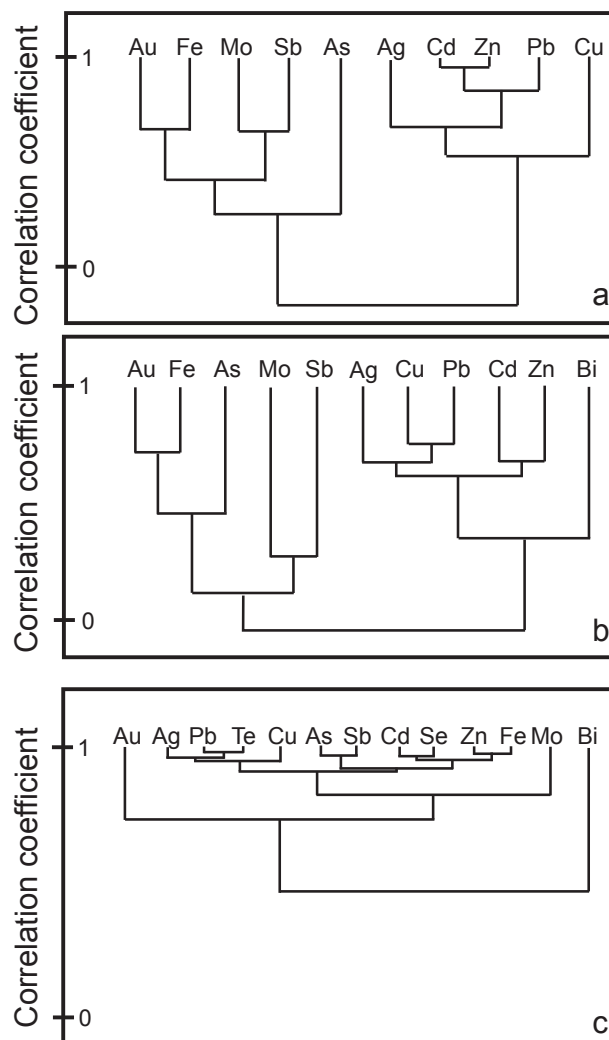 Correlation coefficient
1
0
Au Fe Mo Sb As Ag Cd Zn Pb Cu
a
Correlation coefficient
1
0
Au Fe As Mo Sb Ag Cu Pb Cd Zn Bi
b
Correlation coefficient
1
0
Au Ag Pb Te Cu As Sb Cd Se Zn Fe Mo Bi
c